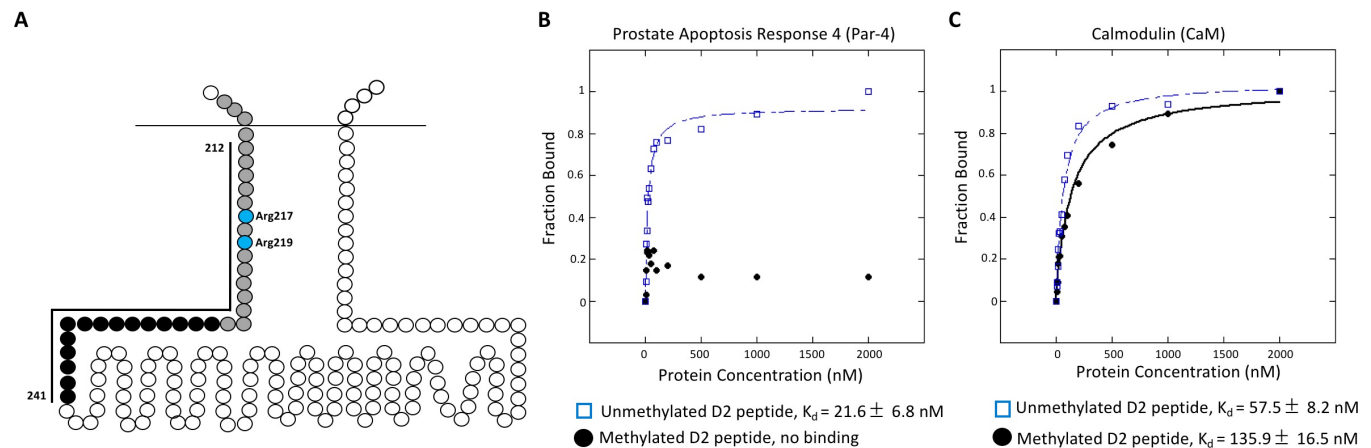 A
212
Arg217
Arg219
241
B
Prostate Apoptosis Response 4 (Par-4)
Fraction Bound
1
0.8
0.6
0.4
0.2
0
0 500 1000 1500 2000
Protein Concentration (nM)
Unmethylated D2 peptide, Kd = 21.6 ± 6.8 nM
Methylated D2 peptide, no binding
C
Calmodulin (CaM)
Fraction Bound
1
0.8
0.6
0.4
0.2
0
0 500 1000 1500 2000
Protein Concentration (nM)
Unmethylated D2 peptide, Kd = 57.5 ± 8.2 nM
Methylated D2 peptide, Kd = 135.9 ± 16.5 nM